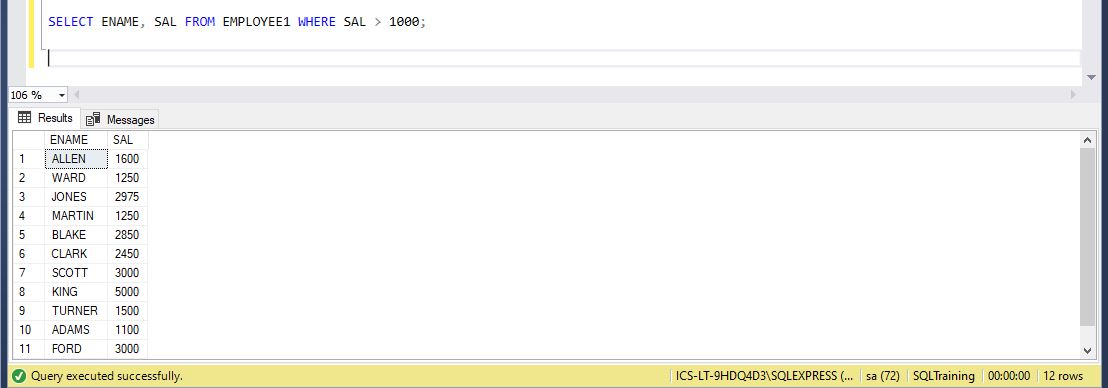 SELECT ENAME, SAL FROM EMPLOYEE1 WHERE SAL > 1000;
106 %
Results Messages
ENAME SAL
1 ALLEN 1600
2 WARD 1250
3 JONES 2975
4 MARTIN 1250
5 BLAKE 2850
6 CLARK 2450
7 SCOTT 3000
8 KING 5000
9 TURNER 1500
10 ADAMS 1100
11 FORD 3000
Query executed successfully. ICS-LT-9HDQ4D3\SQLEXPRESS (... sa (72) SQLTraining 00:00:00 12 rows